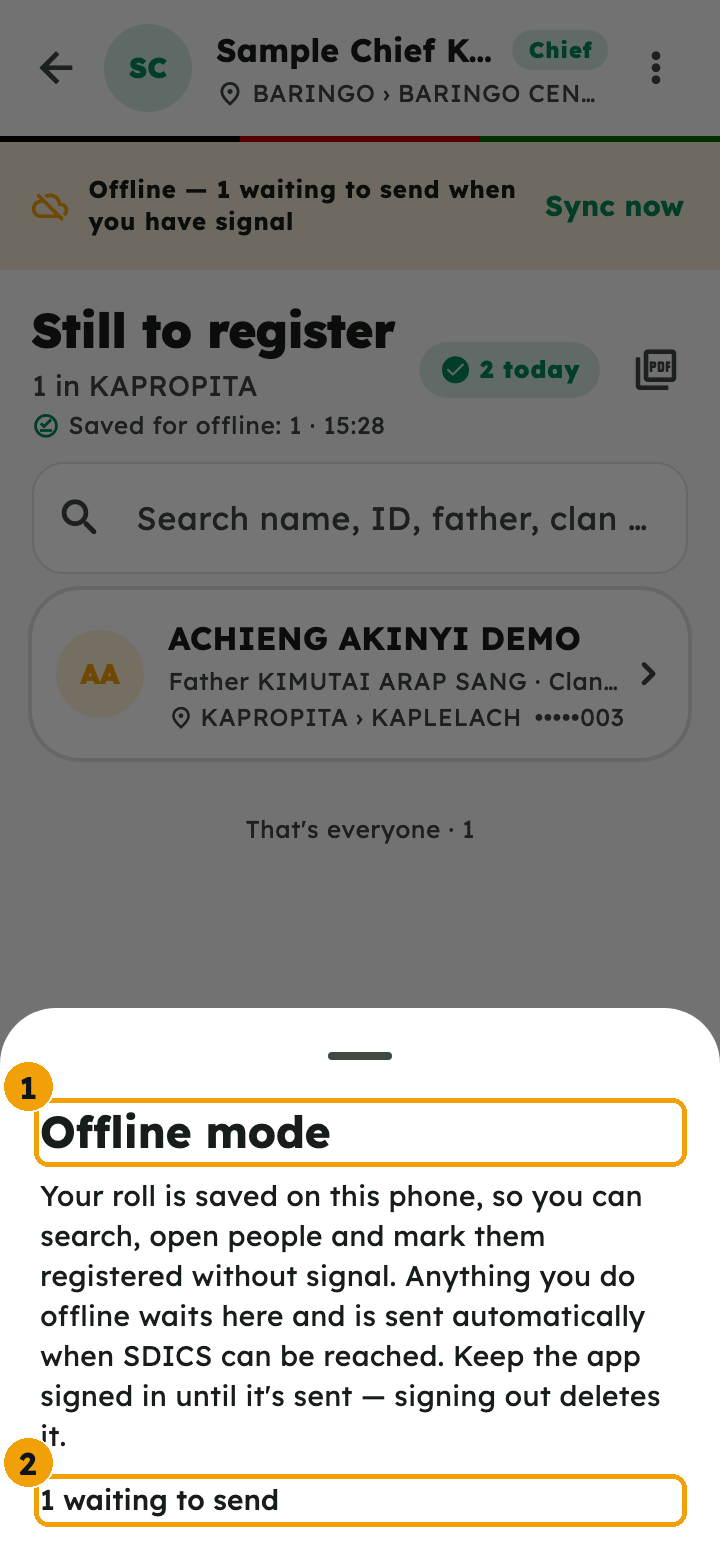 SC
Sample Chief K...
Chief
BARINGO › BARINGO CEN...
Offline — 1 waiting to send when
you have signal
Sync now
Still to register
1 in KAPROPITA
Saved for offline: 1 · 15:28
2 today
PDF
Search name, ID, father, clan ...
AA
ACHIENG AKINYI DEMO
Father KIMUTAI ARAP SANG · Clan...
KAPROPITA › KAPLELACH •••••003
That's everyone · 1
1
Offline mode
Your roll is saved on this phone, so you can
search, open people and mark them
registered without signal. Anything you do
offline waits here and is sent automatically
when SDICS can be reached. Keep the app
signed in until it's sent — signing out deletes
it.
2
1 waiting to send